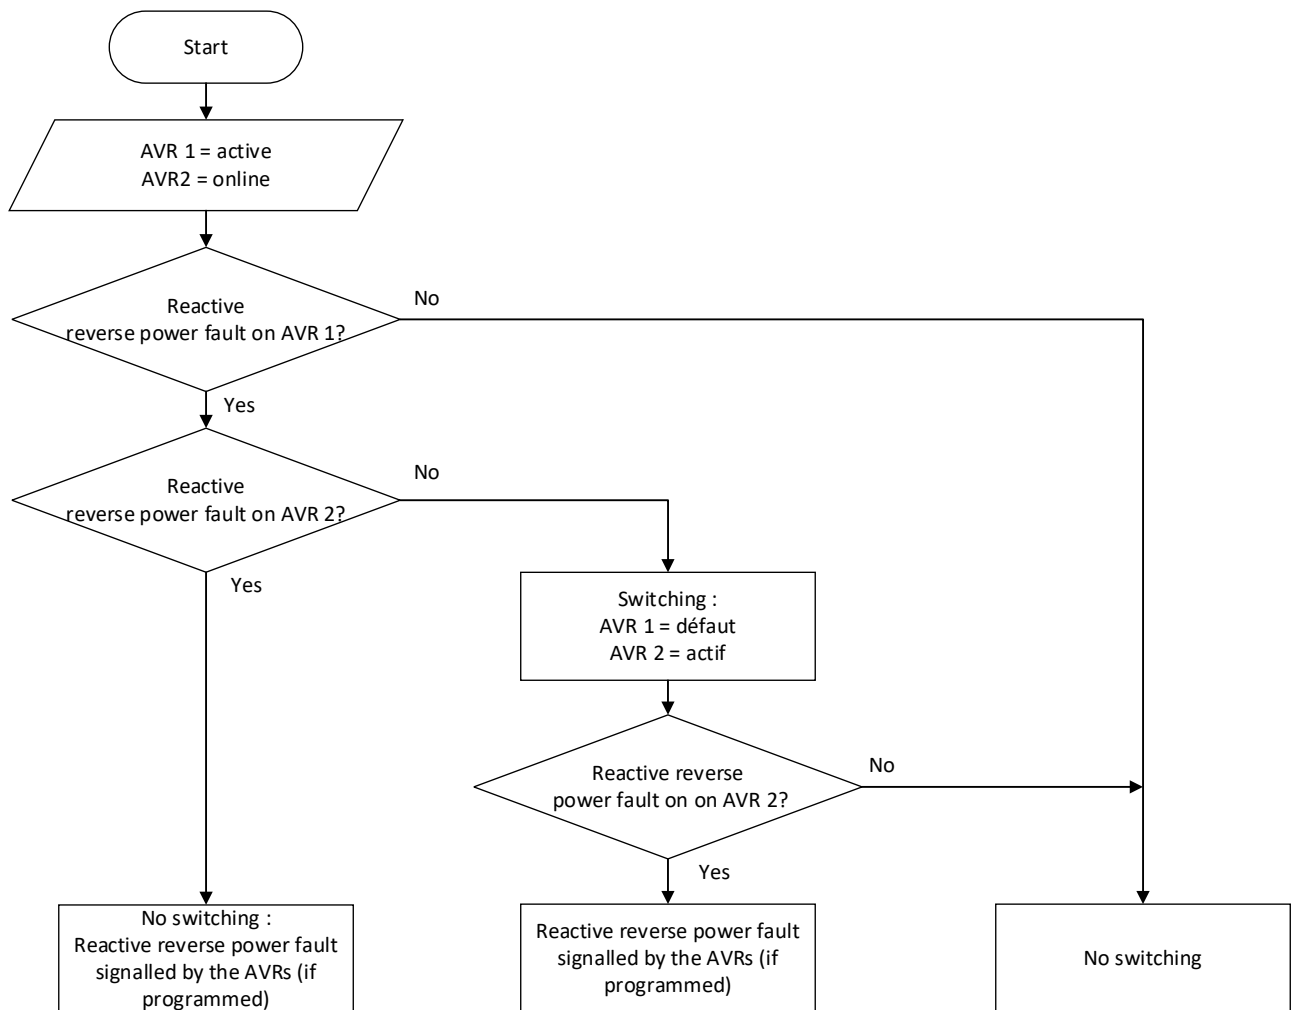 Start
AVR 1 = active
AVR2 = online
Reactive
reverse power fault on AVR 1?
No
Yes
Reactive
reverse power fault on AVR 2?
No
Yes
Switching :
AVR 1 = défaut
AVR 2 = actif
Reactive reverse
power fault on on AVR 2?
No
Yes
No switching :
Reactive reverse power fault
signalled by the AVRs (if
programmed)
Reactive reverse power fault
signalled by the AVRs (if
programmed)
No switching